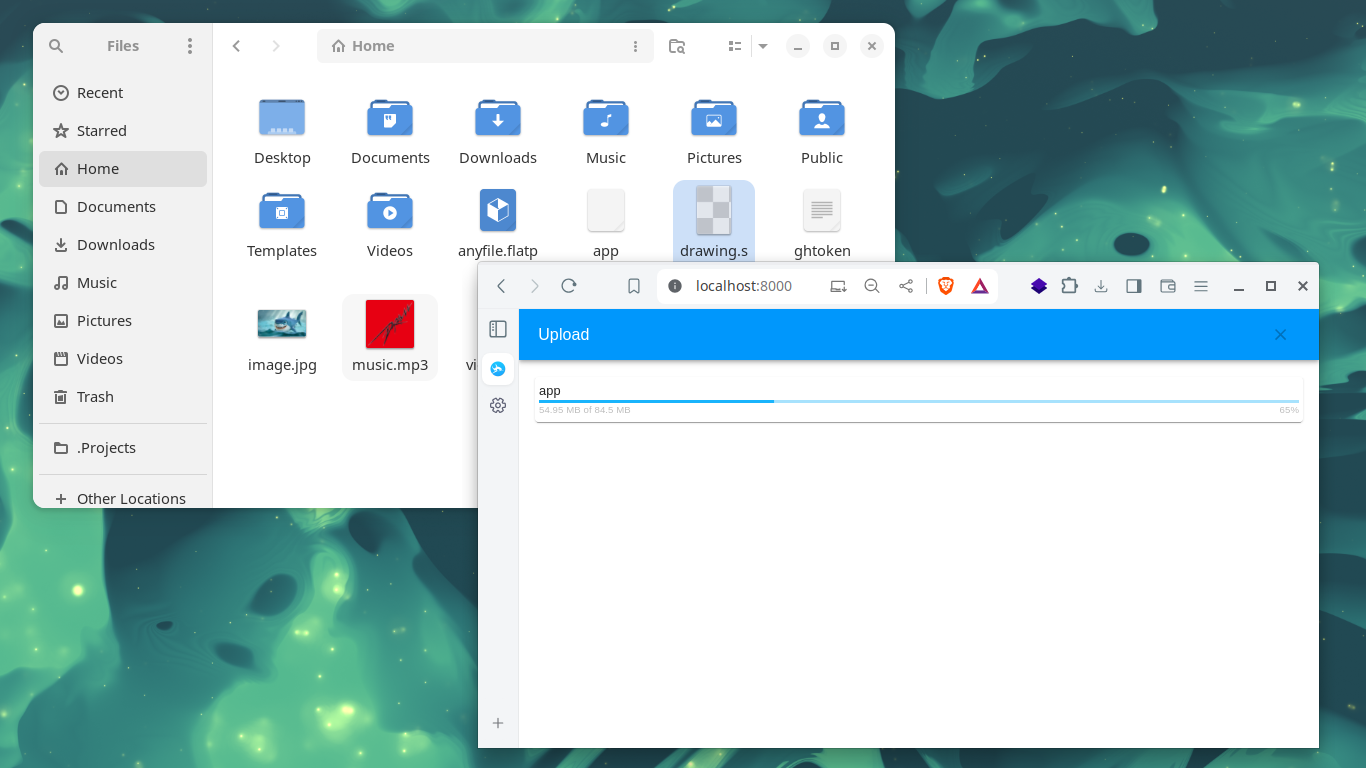 Files
Home
Recent
Starred
Home
Documents
Downloads
Music
Pictures
Videos
Trash
.Projects
Other Locations
Desktop
Documents
Downloads
Music
Pictures
Public
Templates
Videos
anyfile.flatp
app
drawing.s
ghtoken
image.jpg
music.mp3
vi
localhost:8000
Upload
app
54.95 MB of 84.5 MB
65%